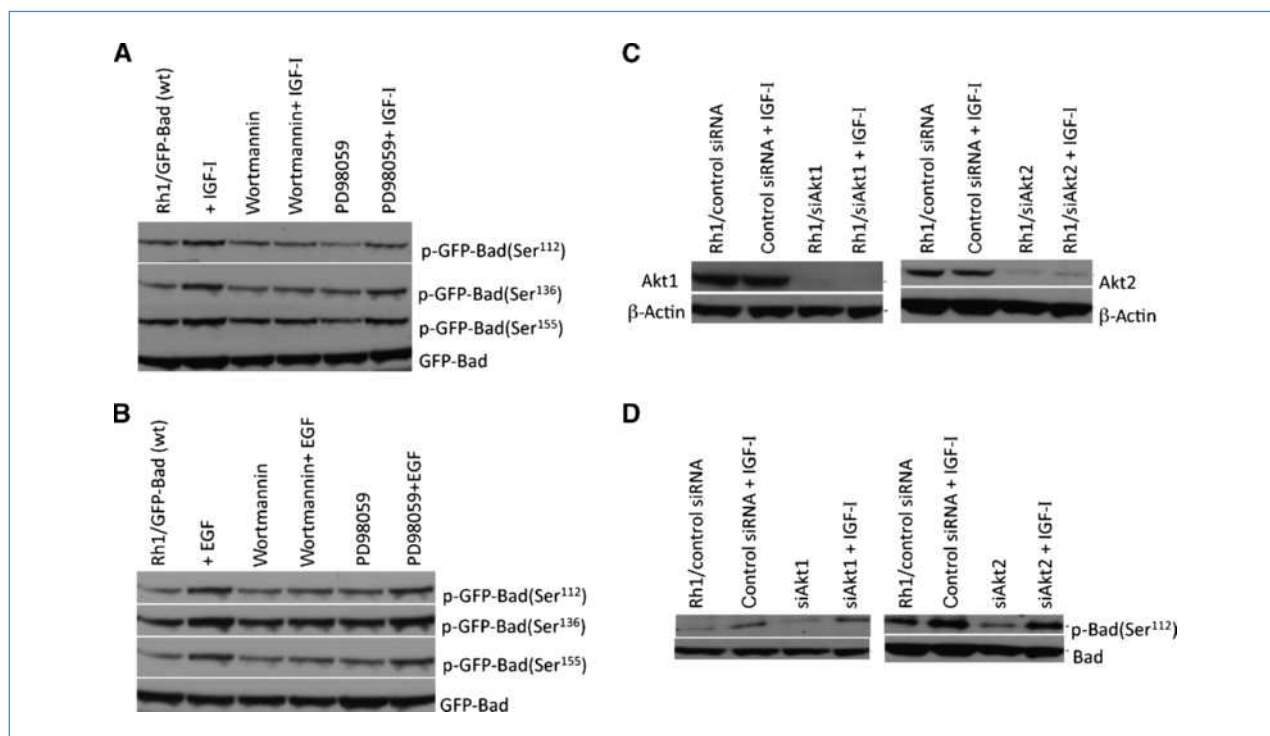 A
Rh1/GFP-Bad (wt)
+ IGF-I
Wortmannin
Wortmannin+ IGF-I
PD98059
PD98059+ IGF-I
p-GFP-Bad(Ser¹¹²)
p-GFP-Bad(Ser¹³⁶)
p-GFP-Bad(Ser¹⁵⁵)
GFP-Bad
B
Rh1/GFP-Bad (wt)
+ EGF
Wortmannin
Wortmannin+ EGF
PD98059
PD98059+EGF
p-GFP-Bad(Ser¹¹²)
p-GFP-Bad(Ser¹³⁶)
p-GFP-Bad(Ser¹⁵⁵)
GFP-Bad
C
Rh1/control siRNA
Control siRNA + IGF-I
Rh1/siAkt1
Rh1/siAkt1 + IGF-I
Akt1
β-Actin
Rh1/control siRNA
Control siRNA + IGF-I
Rh1/siAkt2
Rh1/siAkt2 + IGF-I
Akt2
β-Actin
D
Rh1/control siRNA
Control siRNA + IGF-I
siAkt1
siAkt1 + IGF-I
Rh1/control siRNA
Control siRNA + IGF-I
siAkt2
siAkt2 + IGF-I
p-Bad(Ser¹¹²)
Bad